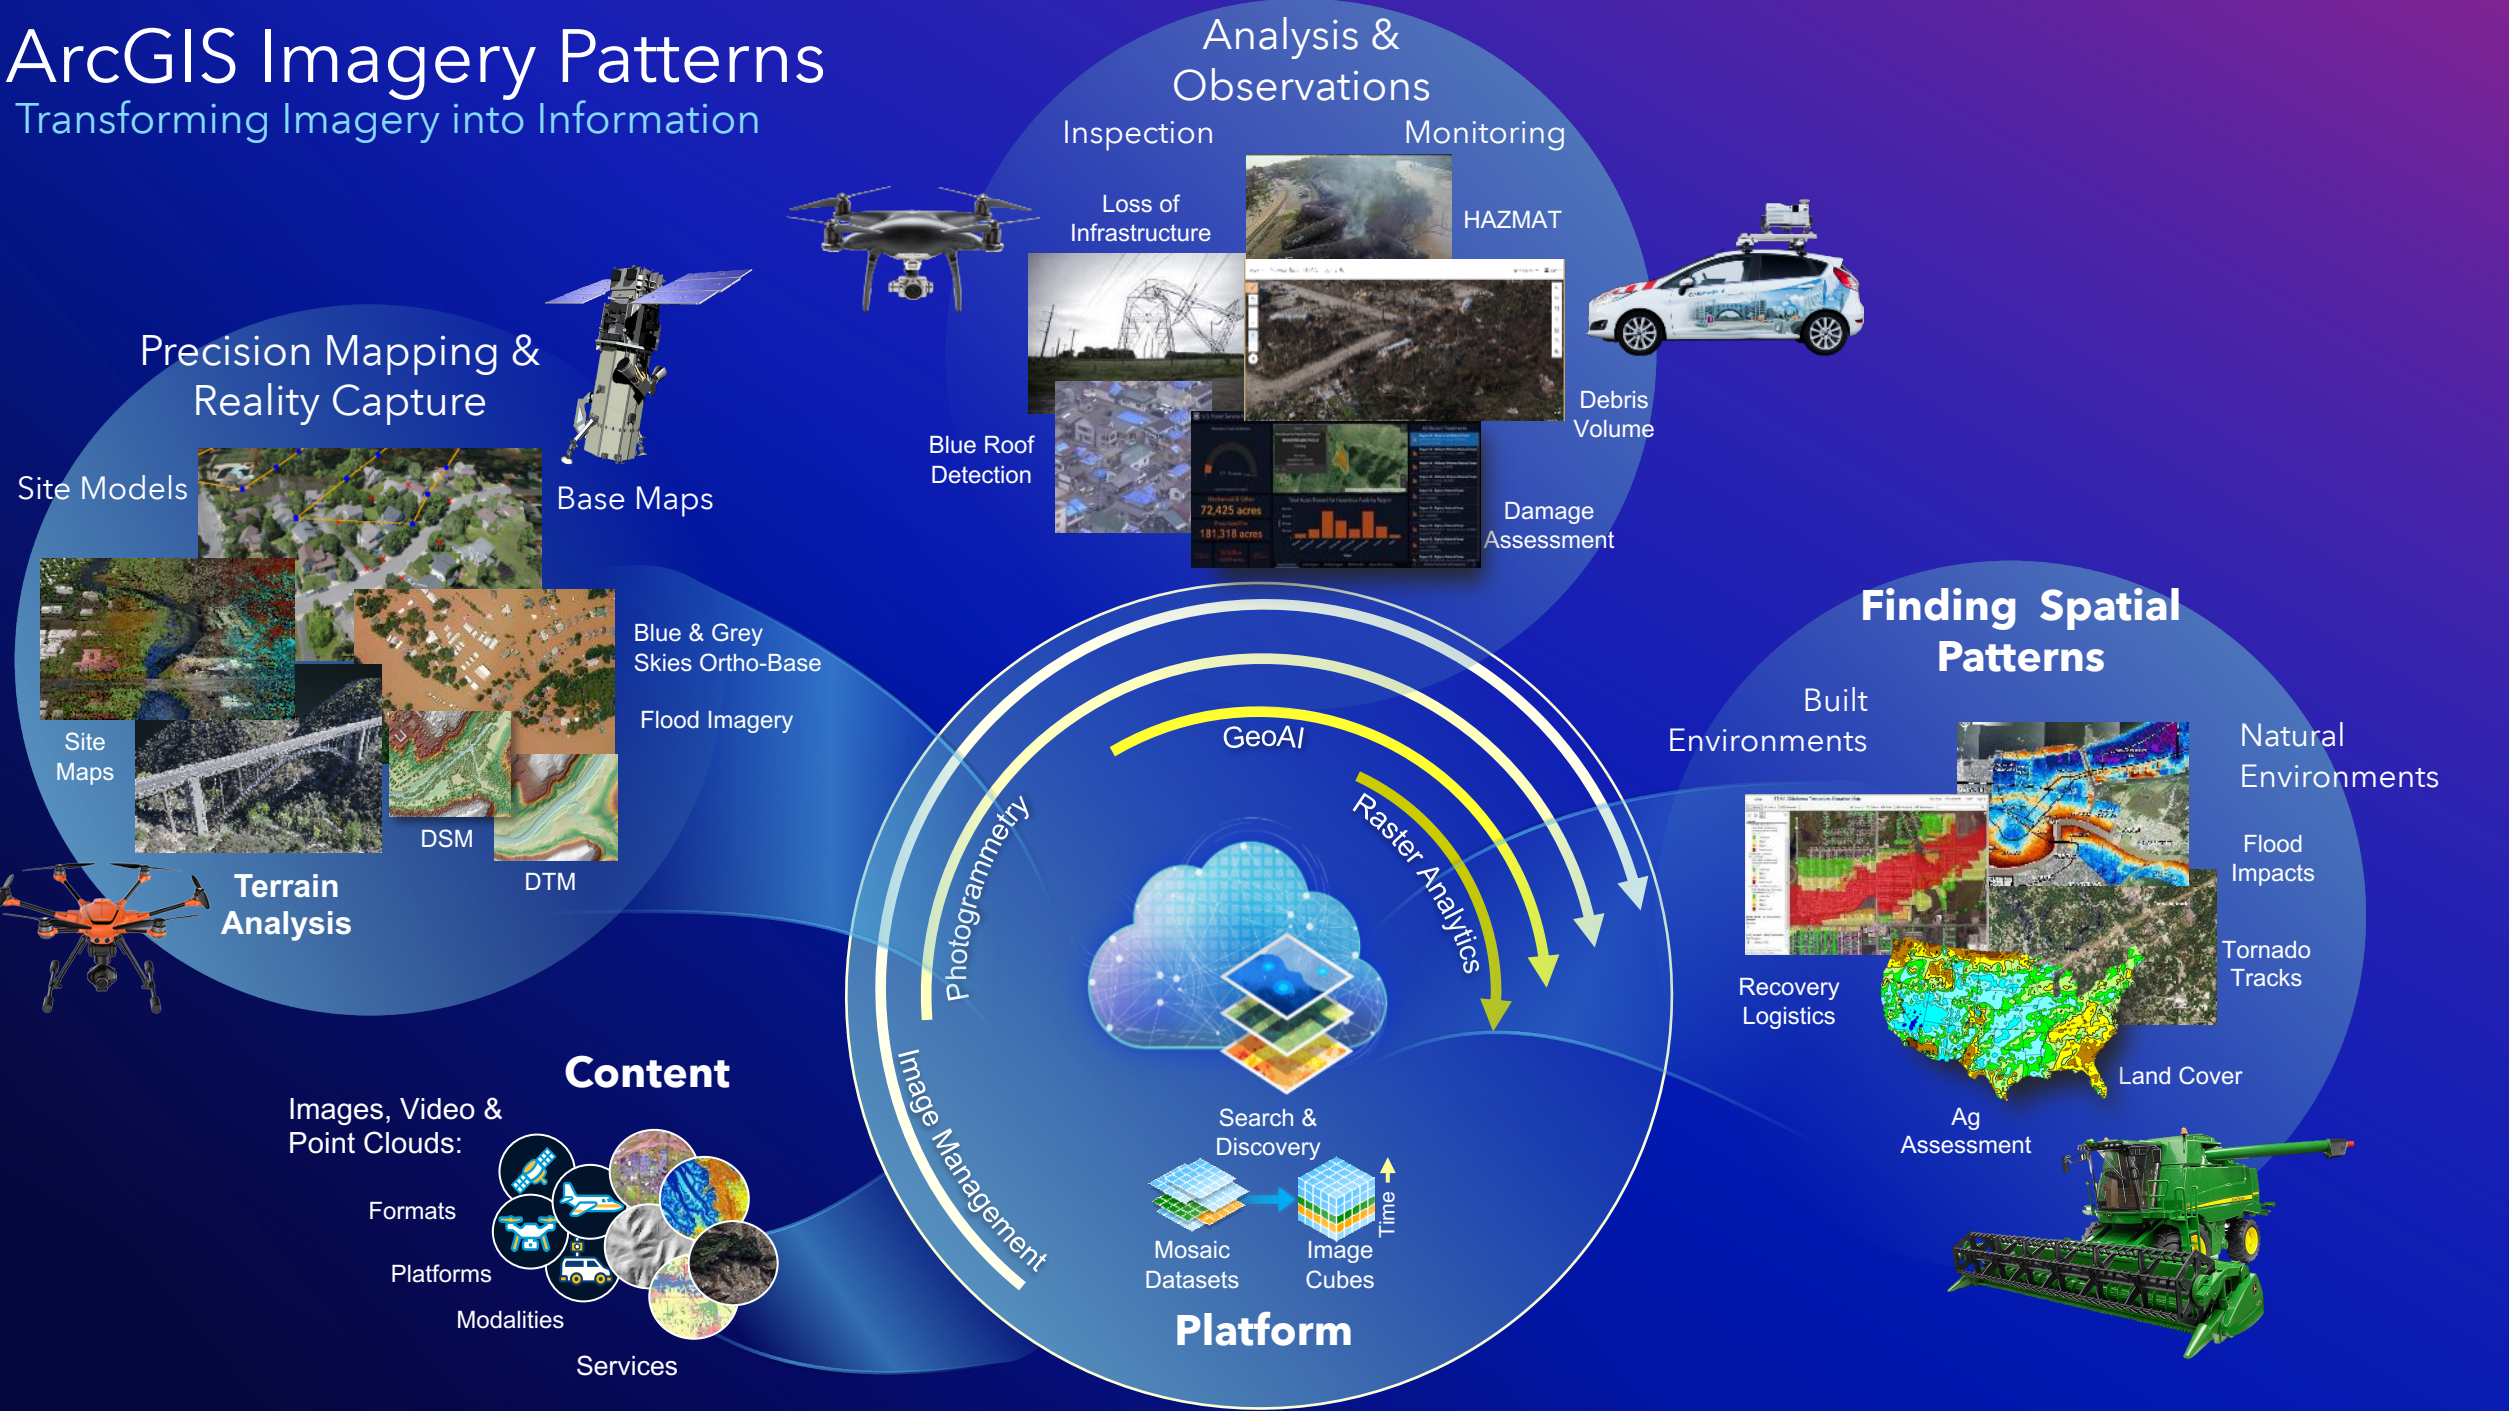 ArcGIS Imagery Patterns
Transforming Imagery into Information
Analysis &
Observations
Inspection
Monitoring
Loss of
Infrastructure
HAZMAT
Debris
Volume
Blue Roof
Detection
72,425 acres
181,318 acres
Damage
Assessment
Precision Mapping &
Reality Capture
Site Models
Base Maps
Blue & Grey
Skies Ortho-Base
Flood Imagery
Site
Maps
DSM
DTM
Terrain
Analysis
Finding Spatial
Patterns
Built
Environments
Natural
Environments
Flood
Impacts
Tornado
Tracks
Recovery
Logistics
Land Cover
Ag
Assessment
Content
Images, Video &
Point Clouds:
Formats
Platforms
Modalities
Services
GeoAI
Raster Analytics
Photogrammetry
Image Management
Search &
Discovery
Mosaic
Datasets
Image
Cubes
Time
Platform